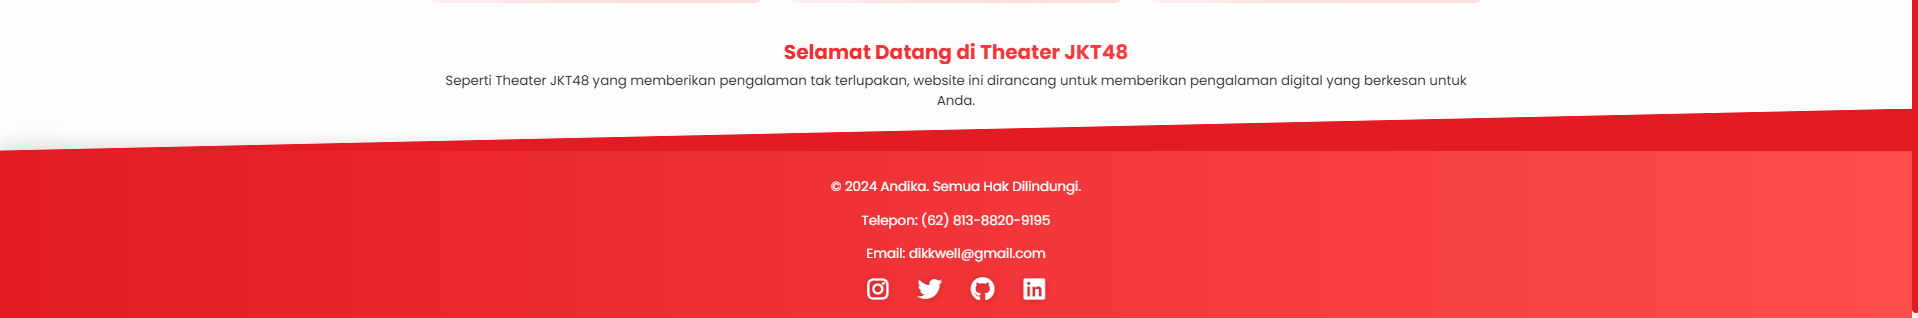 Selamat Datang di Theater JKT48
Seperti Theater JKT48 yang memberikan pengalaman tak terlupakan, website ini dirancang untuk memberikan pengalaman digital yang berkesan untuk
Anda.
© 2024 Andika. Semua Hak Dilindungi.
Telepon: (62) 813-8820-9195
Email: dikkwell@gmail.com